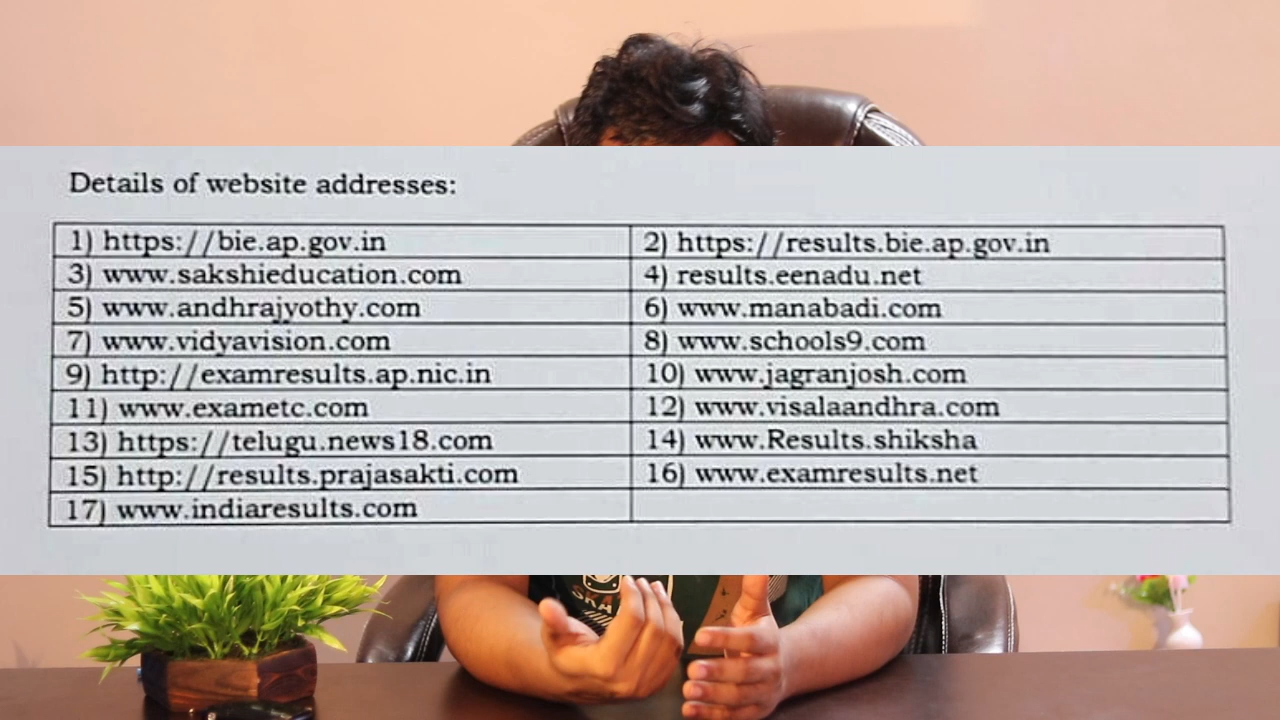 Details of website addresses:
1) https://bie.ap.gov.in
2) https://results.bie.ap.gov.in
3) www.sakshieducation.com
4) results.eenadu.net
5) www.andhrajyothy.com
6) www.manabadi.com
7) www.vidyavision.com
8) www.schools9.com
9) http://examresults.ap.nic.in
10) www.jagranjosh.com
11) www.exametc.com
12) www.visalaandhra.com
13) https://telugu.news18.com
14) www.Results.shiksha
15) http://results.prajasakti.com
16) www.examresults.net
17) www.indiaresults.com